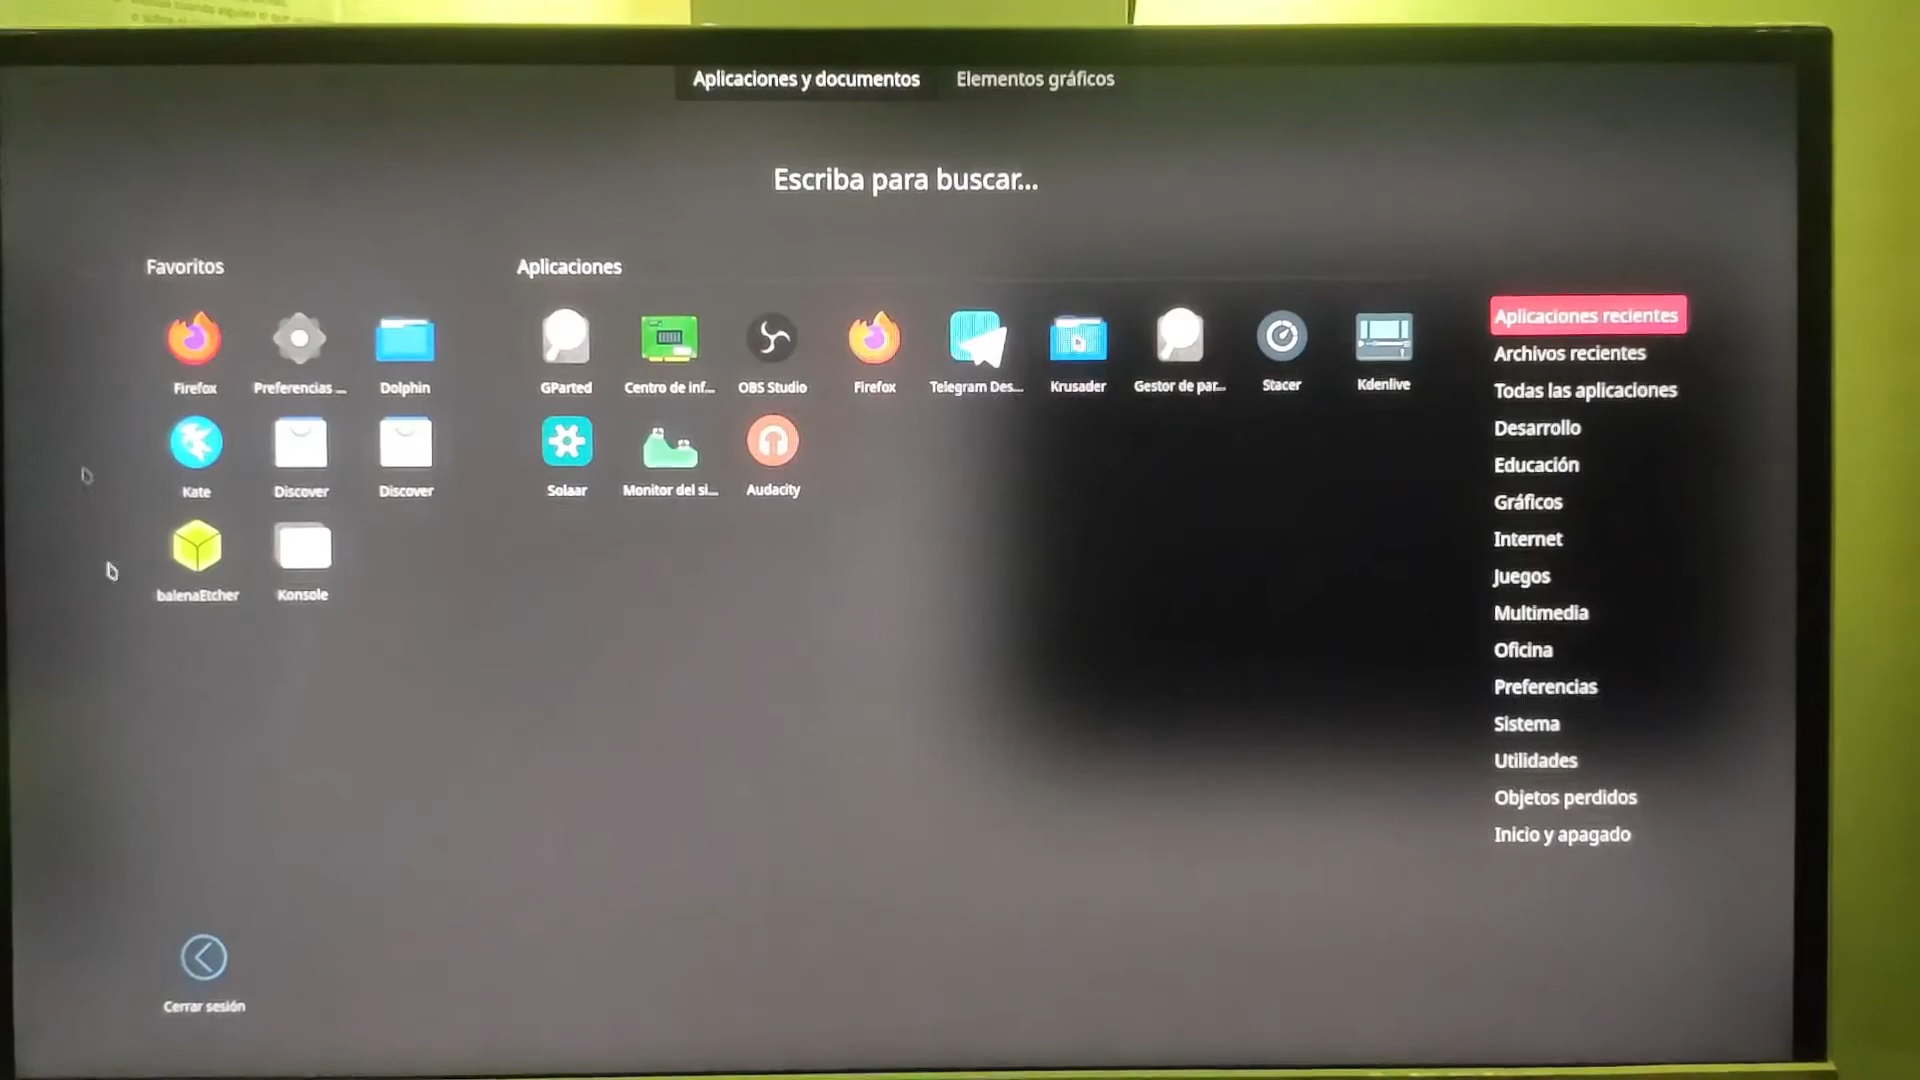 Aplicaciones y documentos
Elementos gráficos
Escriba para buscar...
Favoritos
Firefox
Preferencias ...
Dolphin
Kate
Discover
Discover
balenaEtcher
Konsole
Aplicaciones
GParted
Centro de inf...
OBS Studio
Firefox
Telegram Des...
Krusader
Gestor de par...
Stacer
Kdenlive
Solaar
Monitor del si...
Audacity
Aplicaciones recientes
Archivos recientes
Todas las aplicaciones
Desarrollo
Educación
Gráficos
Internet
Juegos
Multimedia
Oficina
Preferencias
Sistema
Utilidades
Objetos perdidos
Inicio y apagado
Cerrar sesión